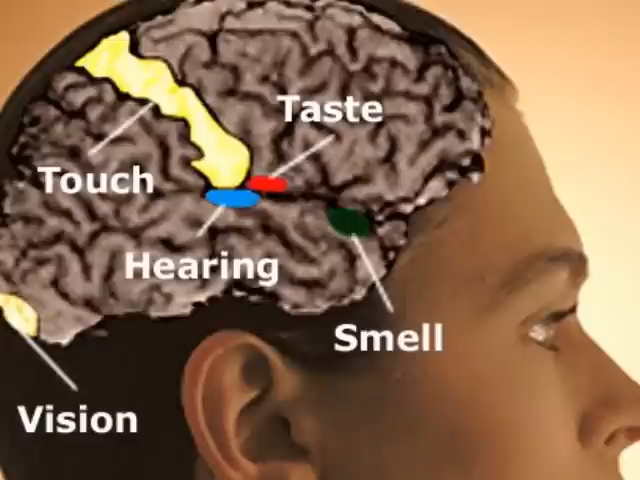 Taste
Touch
Hearing
Smell
Vision